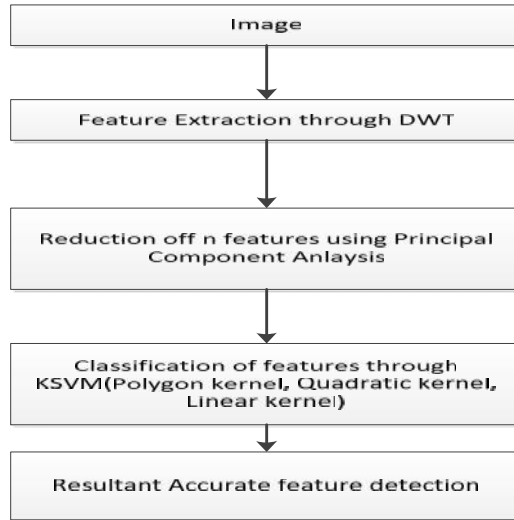 Image
Feature Extraction through DWT
Reduction off n features using Principal
Component Anlaysis
Classification of features through
KSVM(Polygon kernel, Quadratic kernel,
Linear kernel)
Resultant Accurate feature detection